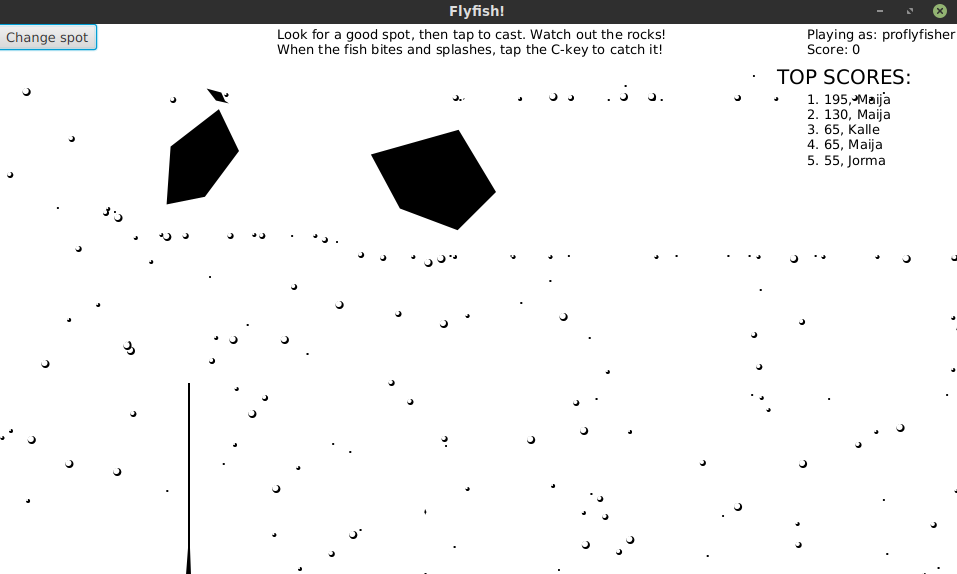 Flyfish!
Change spot
Look for a good spot, then tap to cast. Watch out the rocks!
When the fish bites and splashes, tap the C-key to catch it!
Playing as: proflyfisher
Score: 0
TOP SCORES:
1. 195, Maija
2. 130, Maija
3. 65, Kalle
4. 65, Maija
5. 55, Jorma